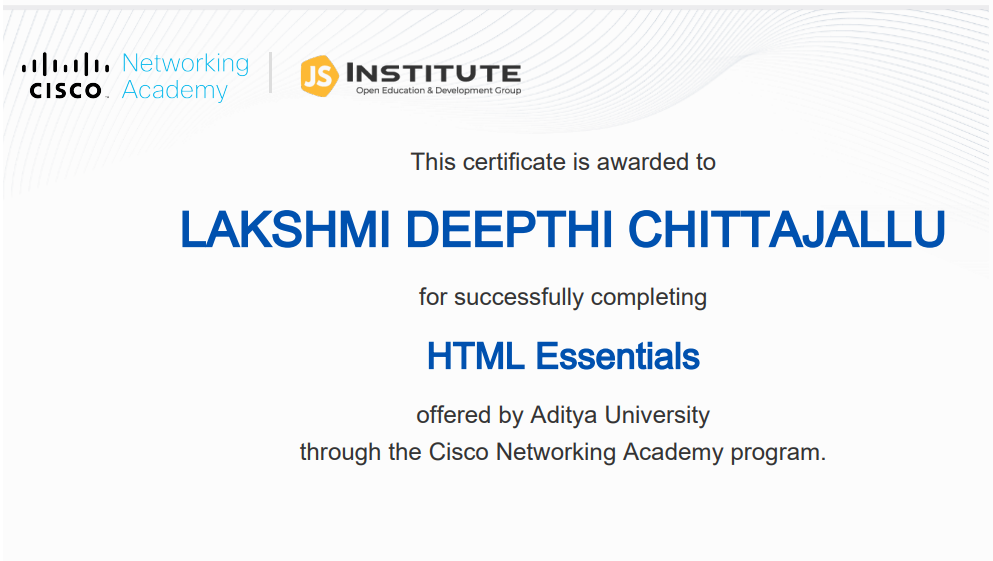 CISCO Networking Academy
JS INSTITUTE
Open Education & Development Group
This certificate is awarded to
LAKSHMI DEEPTHI CHITTAJALLU
for successfully completing
HTML Essentials
offered by Aditya University
through the Cisco Networking Academy program.